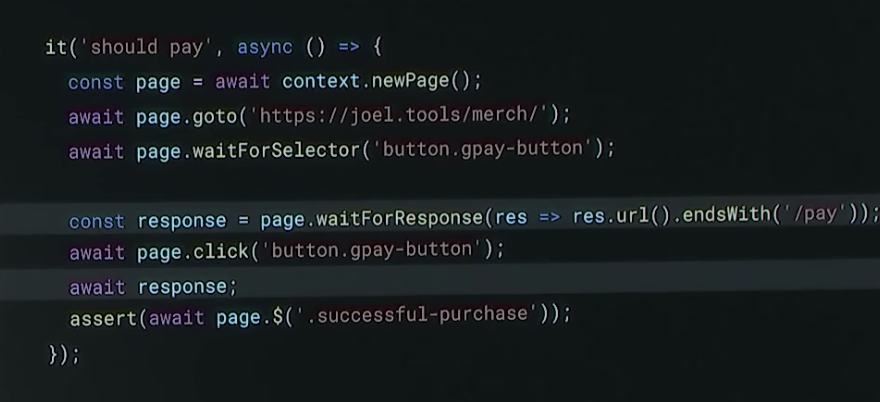 it('should pay', async () => {
const page = await context.newPage();
await page.goto('https://joel.tools/merch/');
await page.waitForSelector('button.gpay-button');
const response = page.waitForResponse(res => res.url().endsWith('/pay'));
await page.click('button.gpay-button');
await response;
assert(await page.$('.successful-purchase'));
});